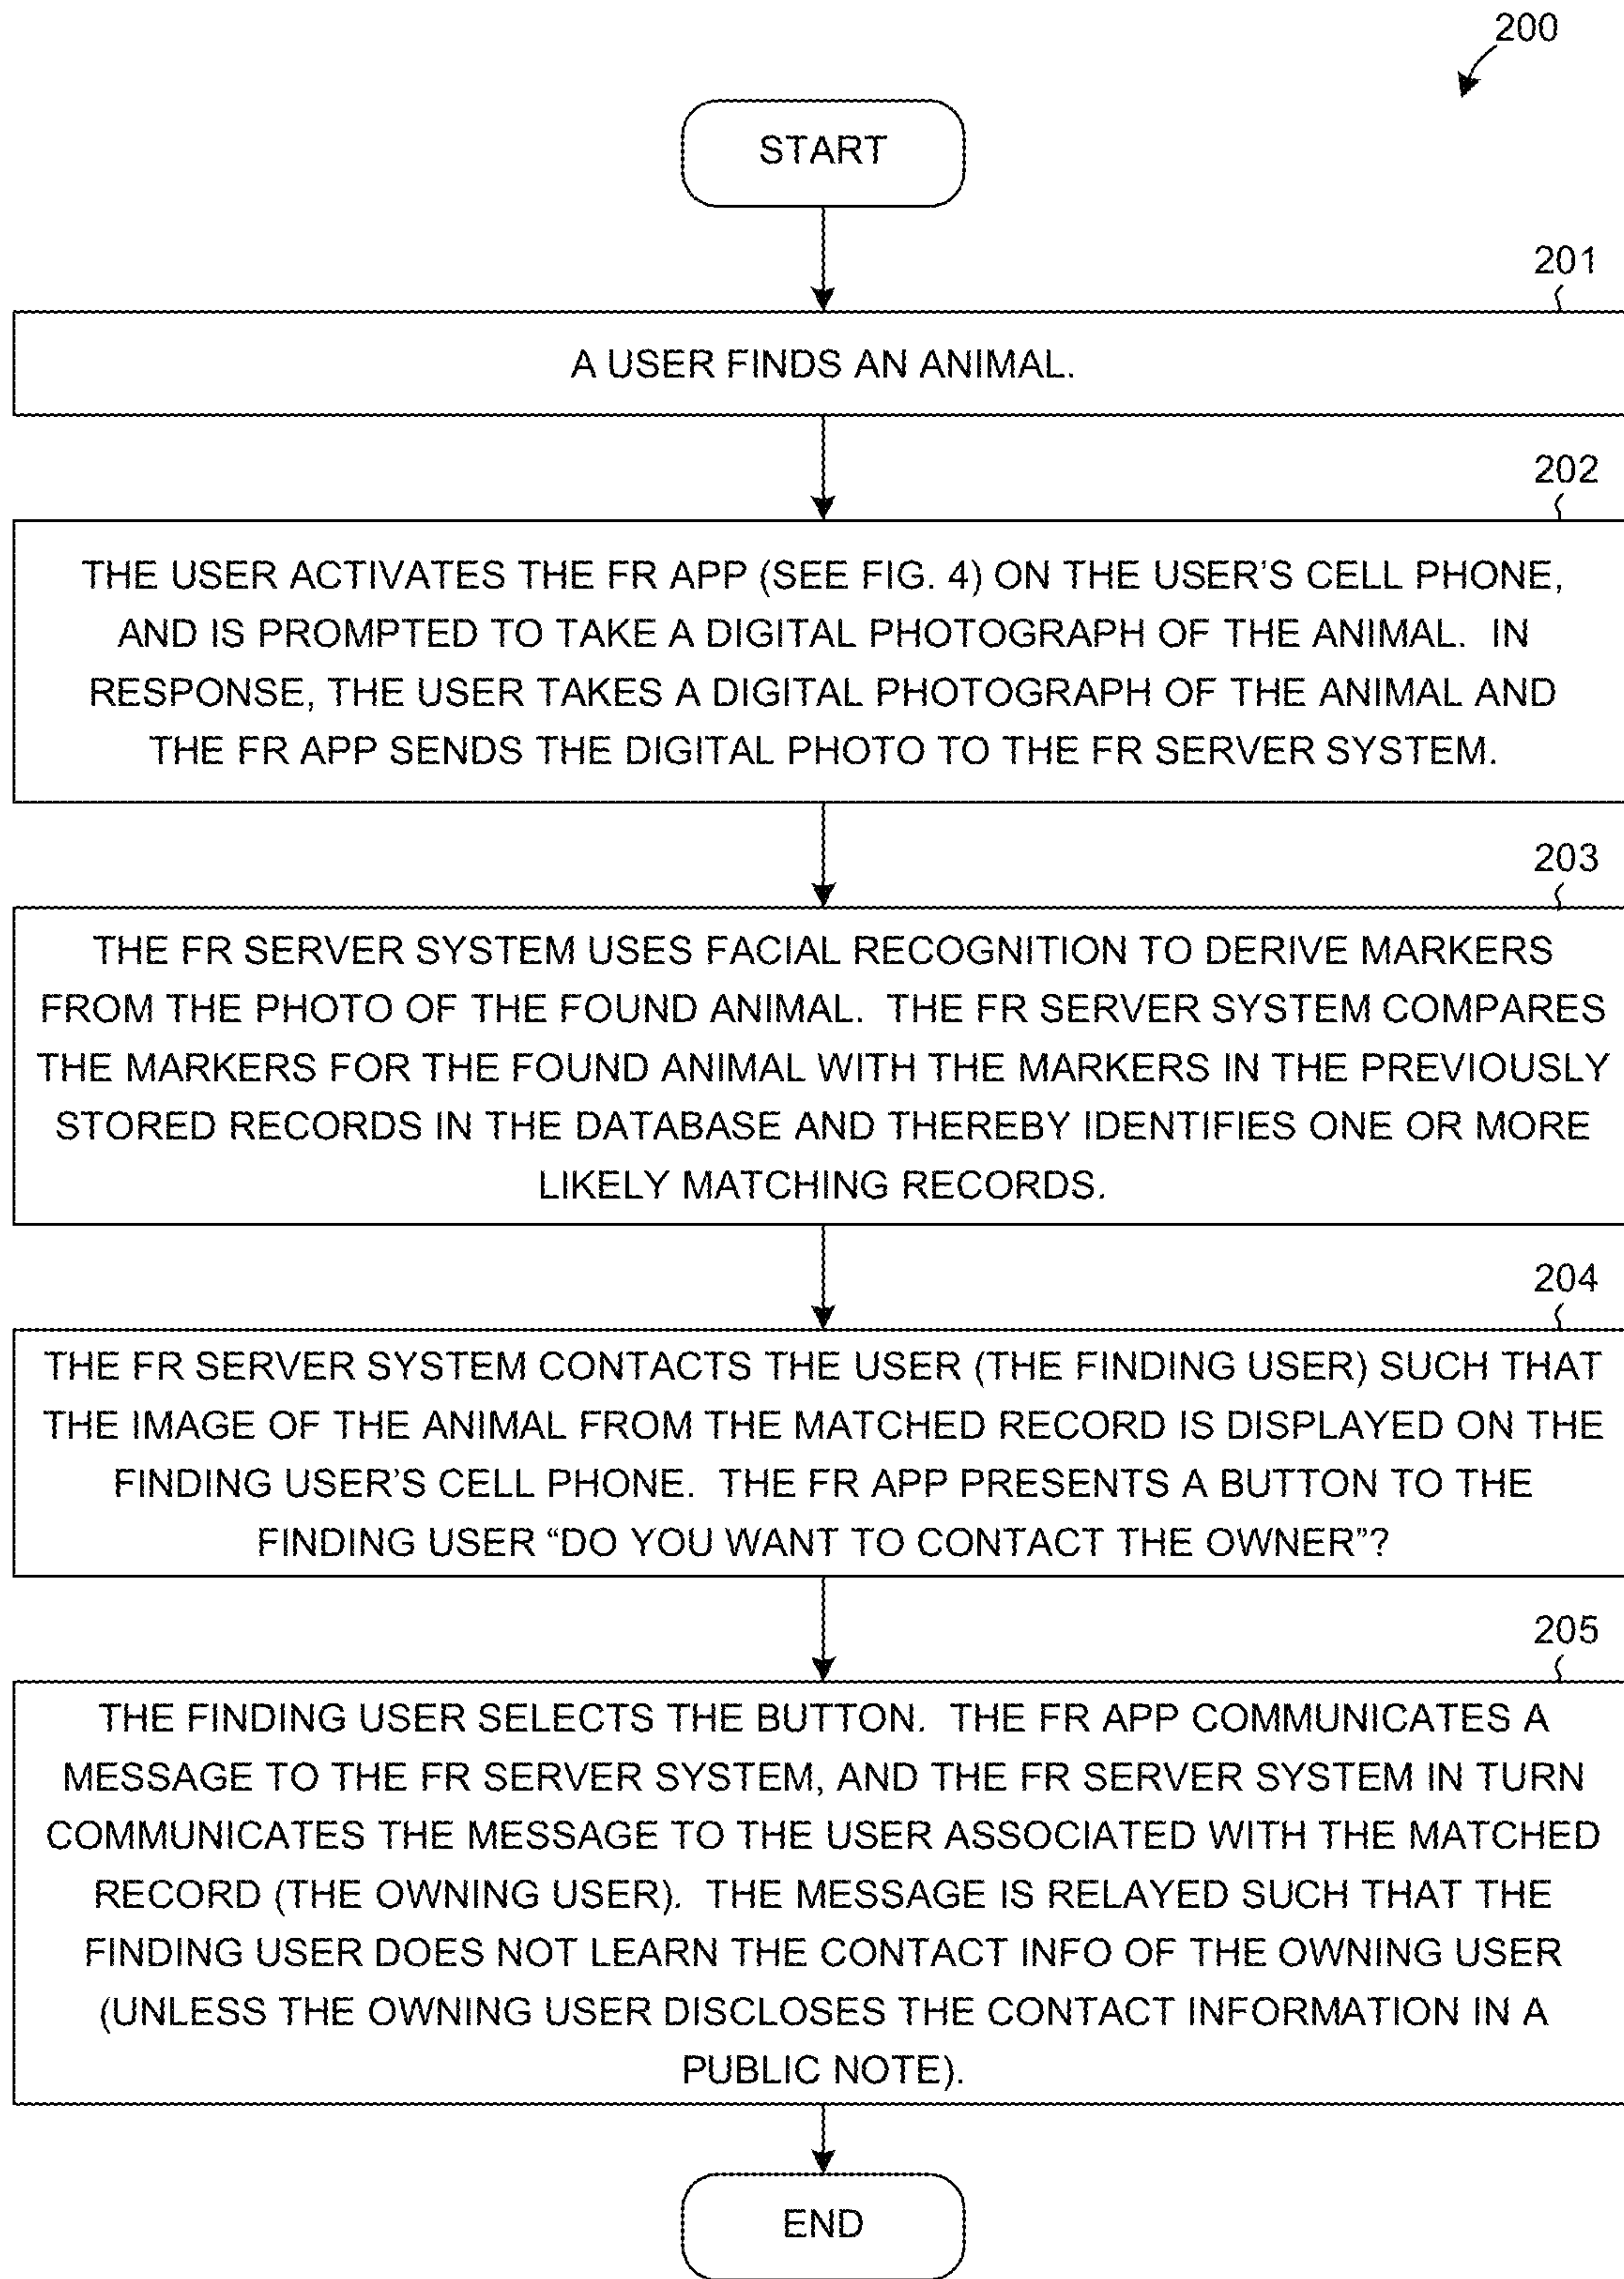 200
START
201
A USER FINDS AN ANIMAL.
202
THE USER ACTIVATES THE FR APP (SEE FIG. 4) ON THE USER'S CELL PHONE,
AND IS PROMPTED TO TAKE A DIGITAL PHOTOGRAPH OF THE ANIMAL.  IN
RESPONSE, THE USER TAKES A DIGITAL PHOTOGRAPH OF THE ANIMAL AND
THE FR APP SENDS THE DIGITAL PHOTO TO THE FR SERVER SYSTEM.
203
THE FR SERVER SYSTEM USES FACIAL RECOGNITION TO DERIVE MARKERS
FROM THE PHOTO OF THE FOUND ANIMAL.  THE FR SERVER SYSTEM COMPARES
THE MARKERS FOR THE FOUND ANIMAL WITH THE MARKERS IN THE PREVIOUSLY
STORED RECORDS IN THE DATABASE AND THEREBY IDENTIFIES ONE OR MORE
LIKELY MATCHING RECORDS.
204
THE FR SERVER SYSTEM CONTACTS THE USER (THE FINDING USER) SUCH THAT
THE IMAGE OF THE ANIMAL FROM THE MATCHED RECORD IS DISPLAYED ON THE
FINDING USER'S CELL PHONE.  THE FR APP PRESENTS A BUTTON TO THE
FINDING USER “DO YOU WANT TO CONTACT THE OWNER”?
205
THE FINDING USER SELECTS THE BUTTON.  THE FR APP COMMUNICATES A
MESSAGE TO THE FR SERVER SYSTEM, AND THE FR SERVER SYSTEM IN TURN
COMMUNICATES THE MESSAGE TO THE USER ASSOCIATED WITH THE MATCHED
RECORD (THE OWNING USER).  THE MESSAGE IS RELAYED SUCH THAT THE
FINDING USER DOES NOT LEARN THE CONTACT INFO OF THE OWNING USER
(UNLESS THE OWNING USER DISCLOSES THE CONTACT INFORMATION IN A
PUBLIC NOTE).
END